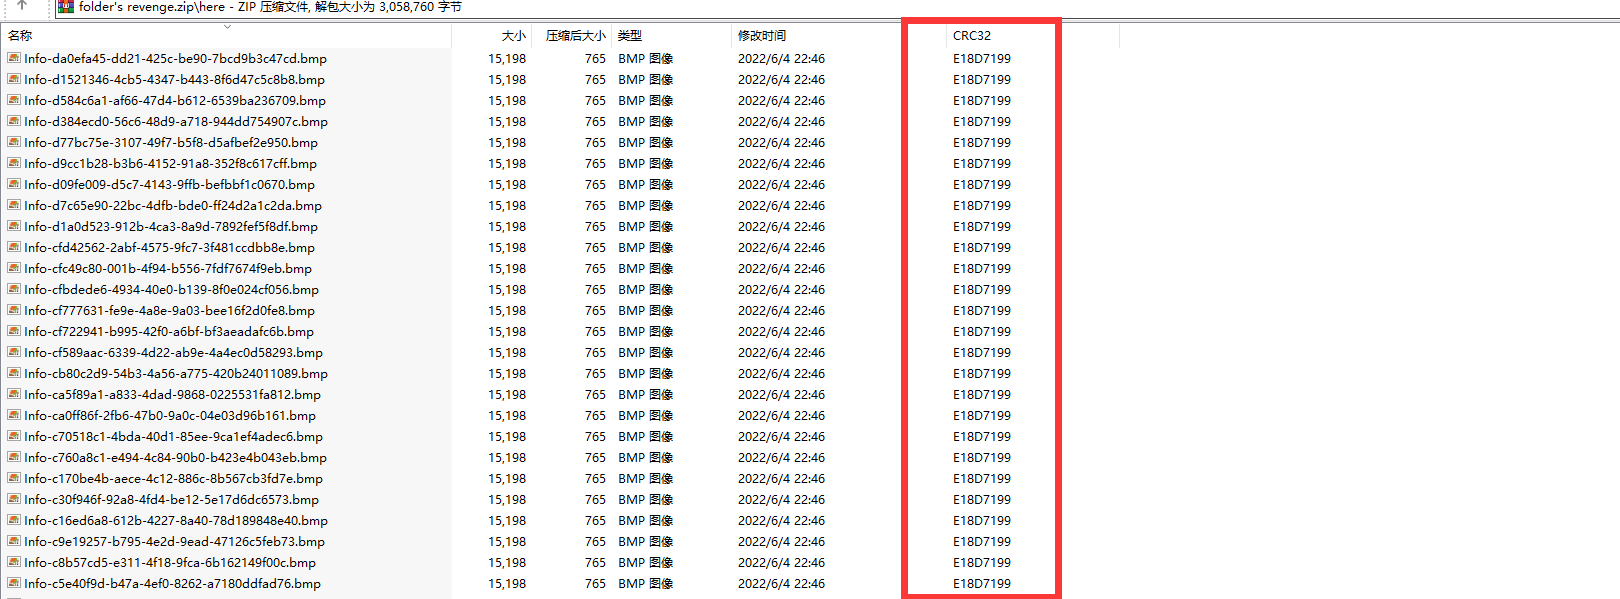 folder's revenge.zip\here - ZIP 压缩文件, 解包大小为 3,058,760 字节
名称 大小 压缩后大小 类型 修改时间 CRC32
Info-da0efa45-dd21-425c-be90-7bcd9b3c47cd.bmp 15,198 765 BMP 图像 2022/6/4 22:46 E18D7199
Info-d1521346-4cb5-4347-b443-8f6d47c5c8b8.bmp 15,198 765 BMP 图像 2022/6/4 22:46 E18D7199
Info-d584c6a1-af66-47d4-b612-6539ba236709.bmp 15,198 765 BMP 图像 2022/6/4 22:46 E18D7199
Info-d384ecd0-56c6-48d9-a718-944dd754907c.bmp 15,198 765 BMP 图像 2022/6/4 22:46 E18D7199
Info-d77bc75e-3107-49f7-b5f8-d5afbef2e950.bmp 15,198 765 BMP 图像 2022/6/4 22:46 E18D7199
Info-d9cc1b28-b3b6-4152-91a8-352f8c617cff.bmp 15,198 765 BMP 图像 2022/6/4 22:46 E18D7199
Info-d09fe009-d5c7-4143-9ffb-befbbf1c0670.bmp 15,198 765 BMP 图像 2022/6/4 22:46 E18D7199
Info-d7c65e90-22bc-4dfb-bde0-ff24d2a1c2da.bmp 15,198 765 BMP 图像 2022/6/4 22:46 E18D7199
Info-d1a0d523-912b-4ca3-8a9d-7892fef5f8df.bmp 15,198 765 BMP 图像 2022/6/4 22:46 E18D7199
Info-cfd42562-2abf-4575-9fc7-3f481ccdbb8e.bmp 15,198 765 BMP 图像 2022/6/4 22:46 E18D7199
Info-cfc49c80-001b-4f94-b556-7fdf7674f9eb.bmp 15,198 765 BMP 图像 2022/6/4 22:46 E18D7199
Info-cfbdede6-4934-40e0-b139-8f0e024cf056.bmp 15,198 765 BMP 图像 2022/6/4 22:46 E18D7199
Info-cf777631-fe9e-4a8e-9a03-bee16f2d0fe8.bmp 15,198 765 BMP 图像 2022/6/4 22:46 E18D7199
Info-cf722941-b995-42f0-a6bf-bf3aeadafc6b.bmp 15,198 765 BMP 图像 2022/6/4 22:46 E18D7199
Info-cf589aac-6339-4d22-ab9e-4a4ec0d58293.bmp 15,198 765 BMP 图像 2022/6/4 22:46 E18D7199
Info-cb80c2d9-54b3-4a56-a775-420b24011089.bmp 15,198 765 BMP 图像 2022/6/4 22:46 E18D7199
Info-ca5f89a1-a833-4dad-9868-0225531fa812.bmp 15,198 765 BMP 图像 2022/6/4 22:46 E18D7199
Info-ca0ff86f-2fb6-47b0-9a0c-04e03d96b161.bmp 15,198 765 BMP 图像 2022/6/4 22:46 E18D7199
Info-c70518c1-4bda-40d1-85ee-9ca1ef4adec6.bmp 15,198 765 BMP 图像 2022/6/4 22:46 E18D7199
Info-c760a8c1-e494-4c84-90b0-b423e4b043eb.bmp 15,198 765 BMP 图像 2022/6/4 22:46 E18D7199
Info-c170be4b-aece-4c12-886c-8b567cb3fd7e.bmp 15,198 765 BMP 图像 2022/6/4 22:46 E18D7199
Info-c30f946f-92a8-4fd4-be12-5e17d6dc6573.bmp 15,198 765 BMP 图像 2022/6/4 22:46 E18D7199
Info-c16ed6a8-612b-4227-8a40-78d189848e40.bmp 15,198 765 BMP 图像 2022/6/4 22:46 E18D7199
Info-c9e19257-b795-4e2d-9ead-47126c5feb73.bmp 15,198 765 BMP 图像 2022/6/4 22:46 E18D7199
Info-c8b57cd5-e311-4f18-9fca-6b162149f00c.bmp 15,198 765 BMP 图像 2022/6/4 22:46 E18D7199
Info-c5e40f9d-b47a-4ef0-8262-a7180ddfad76.bmp 15,198 765 BMP 图像 2022/6/4 22:46 E18D7199